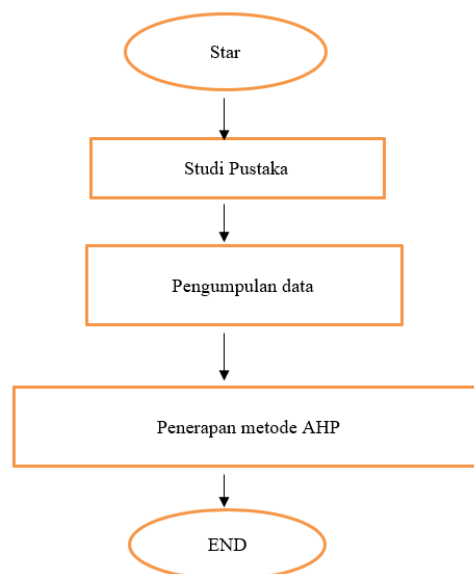 Star
Studi Pustaka
Pengumpulan data
Penerapan metode AHP
END